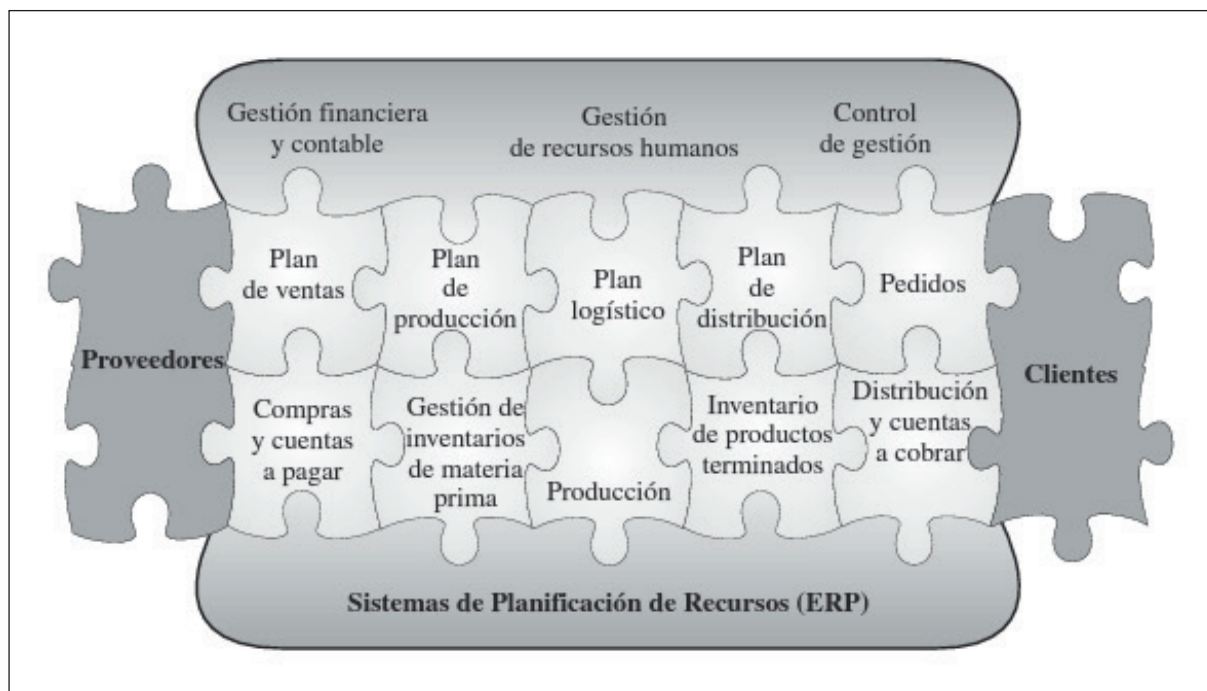 Gestión financiera
y contable
Gestión
de recursos humanos
Control
de gestión
Proveedores
Plan
de ventas
Plan
de
producción
Plan
logístico
Plan
de
distribución
Pedidos
Clientes
Compras
y cuentas
a pagar
Gestión de
inventarios
de materia
prima
Producción
Inventario
de productos
terminados
Distribución
y cuentas
a cobrar
Sistemas de Planificación de Recursos (ERP)